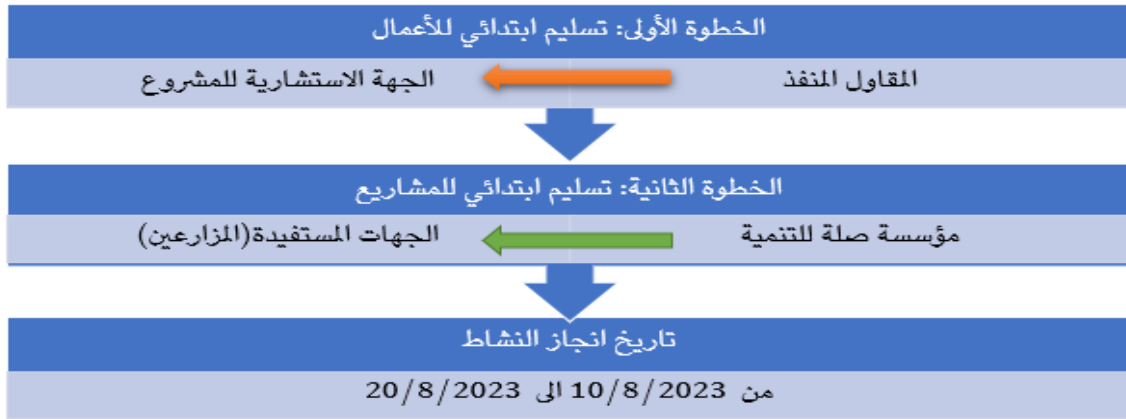 الخطوة الأولى: تسليم ابتدائي للأعمال
المقاول المنفذ
الجهة الاستشارية للمشروع
الخطوة الثانية: تسليم ابتدائي للمشاريع
مؤسسة صلة للتنمية
الجهات المستفيدة(المزارعين)
تاريخ انجاز النشاط
من 10/8/2023 الى 20/8/2023